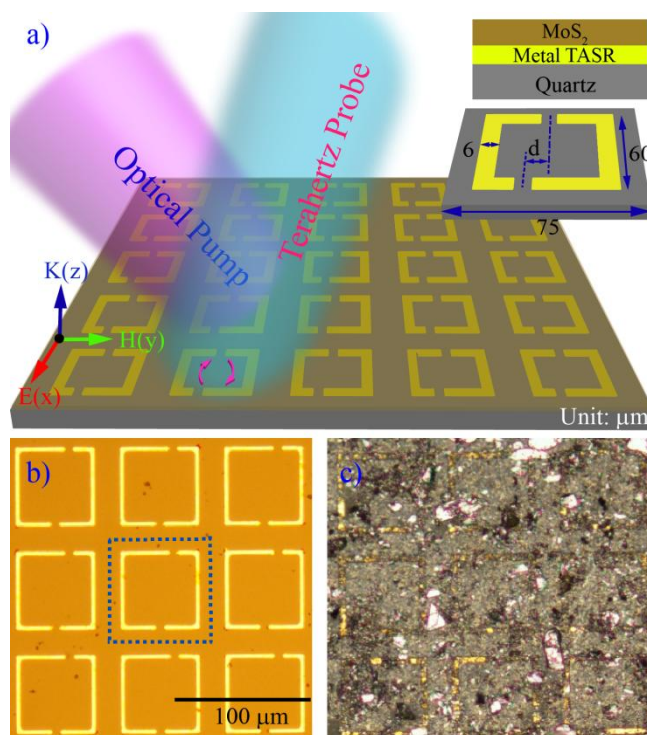 a)
MoS₂
Metal TASR
Quartz
6
d
60
75
Optical Pump
Terahertz Probe
K(z)
H(y)
E(x)
Unit: μm
b)
100 μm
c)